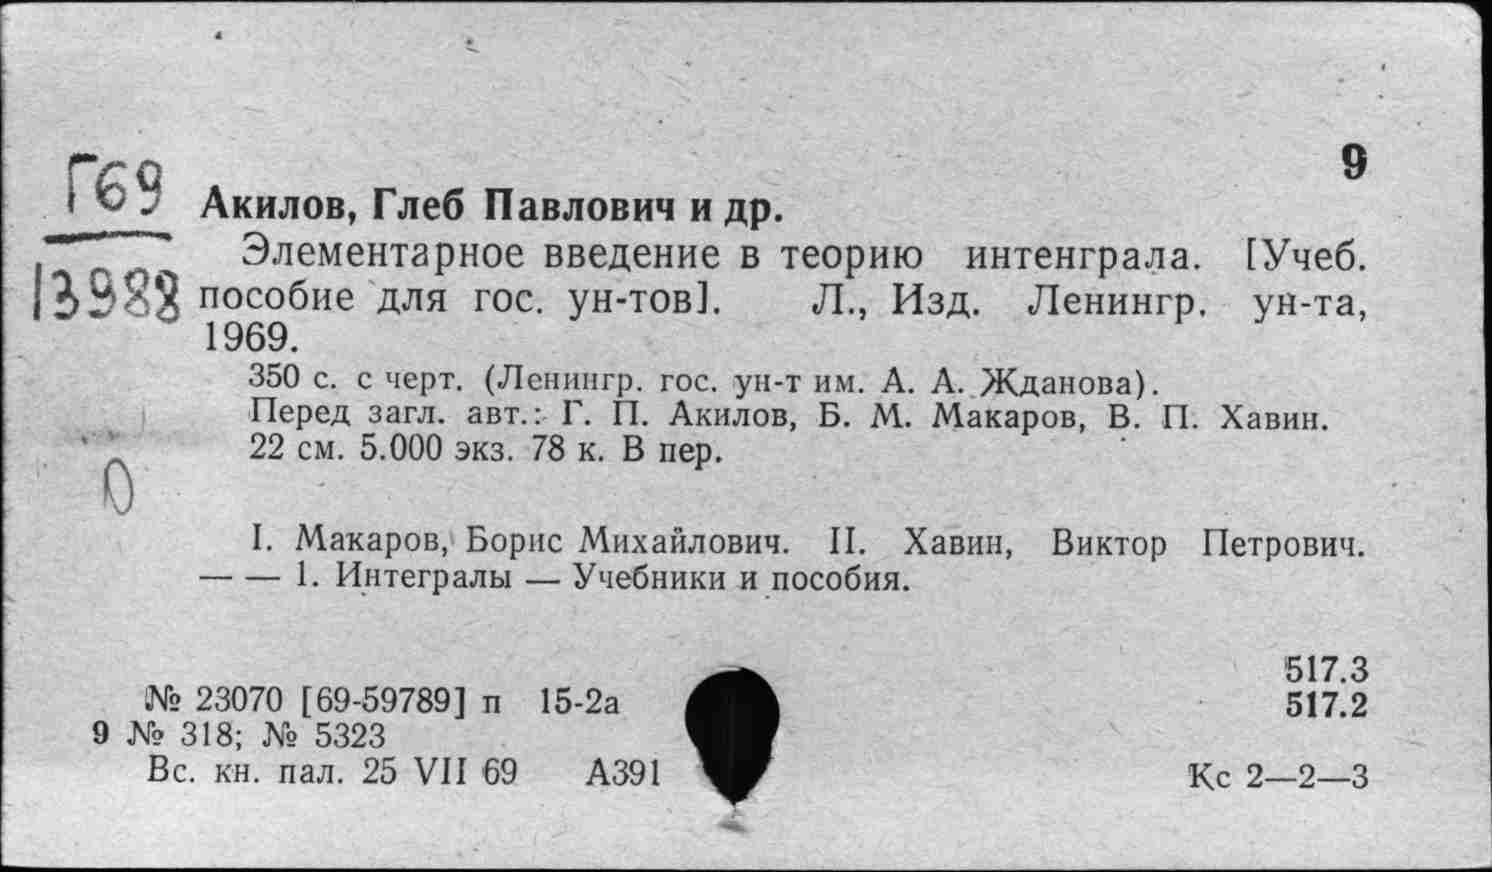 9
Г69
13988
Акилов, Глеб Павлович и др.
Элементарное введение в теорию интенграла. [Учеб.
пособие для гос. ун-тов]. Л., Изд. Ленингр. ун-та,
1969.
350 с. с черт. (Ленингр. гос. ун-т им. А. А. Жданова).
Перед загл. авт.: Г. П. Акилов, Б. М. Макаров, В. П. Хавин.
22 см. 5.000 экз. 78 к. В пер.
0
I. Макаров, Борис Михайлович. II. Хавин, Виктор Петрович.
— — 1. Интегралы — Учебники и пособия.
517.3
№ 23070 [69-59789] п 15-2а 517.2
9 № 318; № 5323
Вс. кн. пал. 25 VII 69 А391 Кс 2—2—3